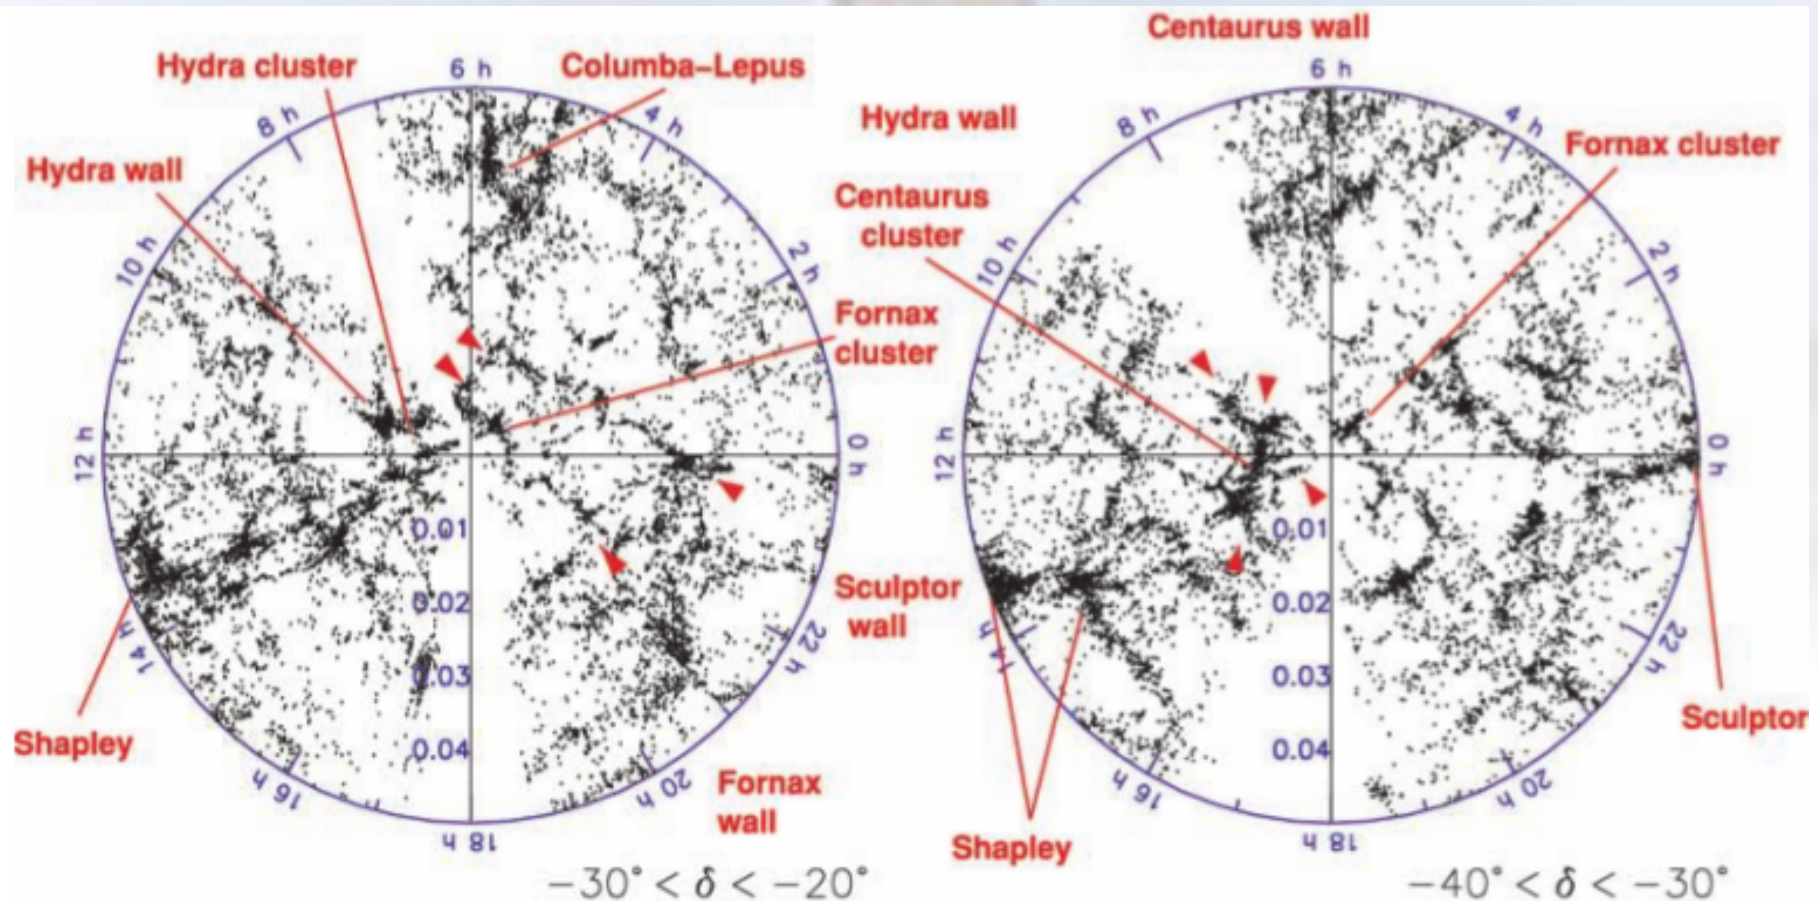 Centaurus wall
Hydra cluster
6 h
Columba–Lepus
6 h
8 h
4 h
Hydra wall
8 h
4 h
Fornax cluster
Hydra wall
Centaurus
cluster
10 h
2 h
10 h
2 h
Fornax
cluster
12 h
0 h
12 h
0 h
0.01
0.01
Sculptor
wall
0.02
0.02
14 h
22 h
14 h
22 h
0.03
0.03
Shapley
Sculptor
0.04
0.04
16 h
20 h
Fornax
wall
16 h
20 h
18 h
18 h
Shapley
−30° < δ < −20°
−40° < δ < −30°